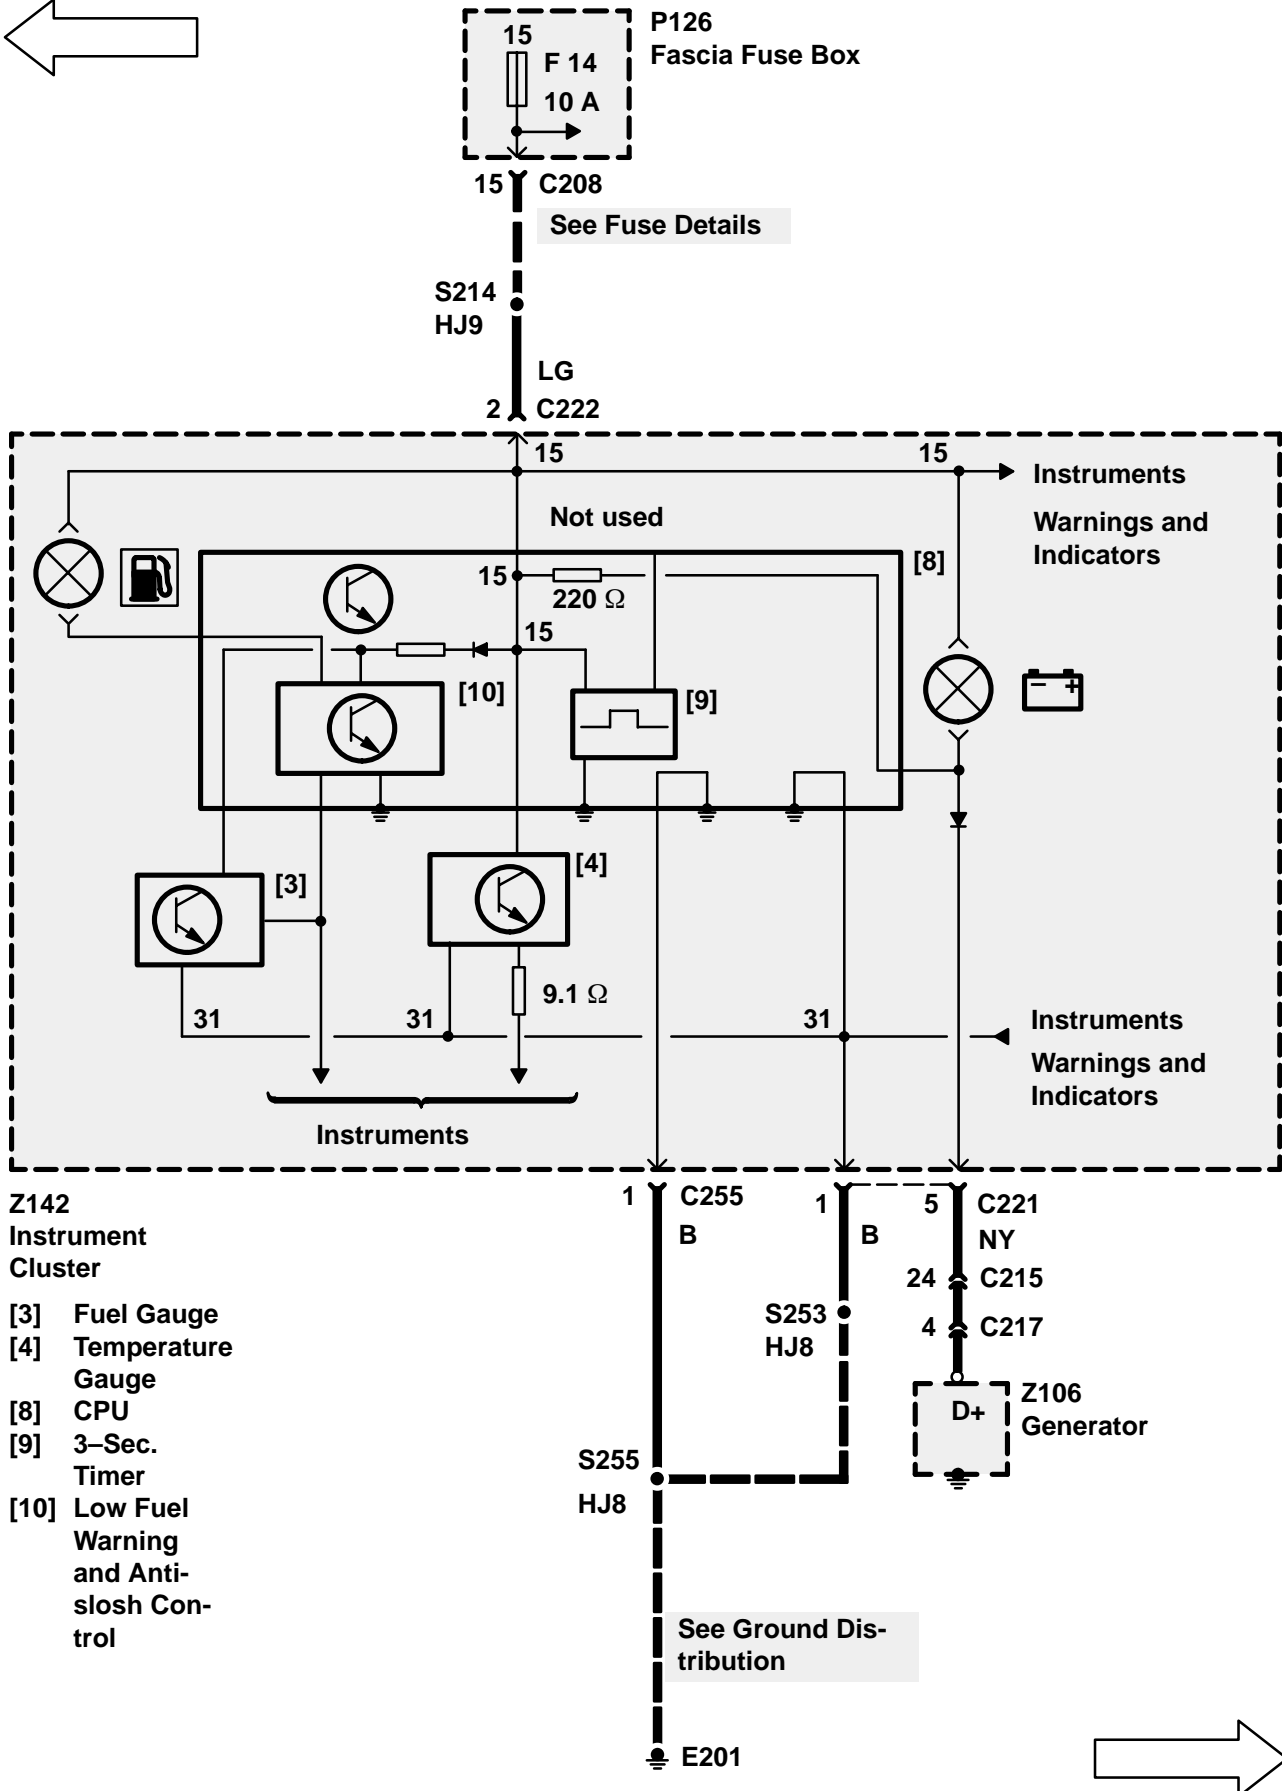 P126
Fascia Fuse Box
15
F 14
10 A
15 C208
See Fuse Details
S214
HJ9
LG
2 C222
15
15
Instruments
Warnings and
Indicators
Not used
[8]
15
220 Ω
15
[10]
[9]
− +
[4]
[3]
9.1 Ω
31
31
31
Instruments
Warnings and
Indicators
Instruments
Z142
Instrument
Cluster
[3] Fuel Gauge
[4] Temperature
Gauge
[8] CPU
[9] 3–Sec.
Timer
[10] Low Fuel
Warning
and Anti-
slosh Con-
trol
1 C255
B
1
B
5 C221
NY
24 C215
4 C217
S253
HJ8
Z106
Generator
D+
S255
HJ8
See Ground Dis-
tribution
E201